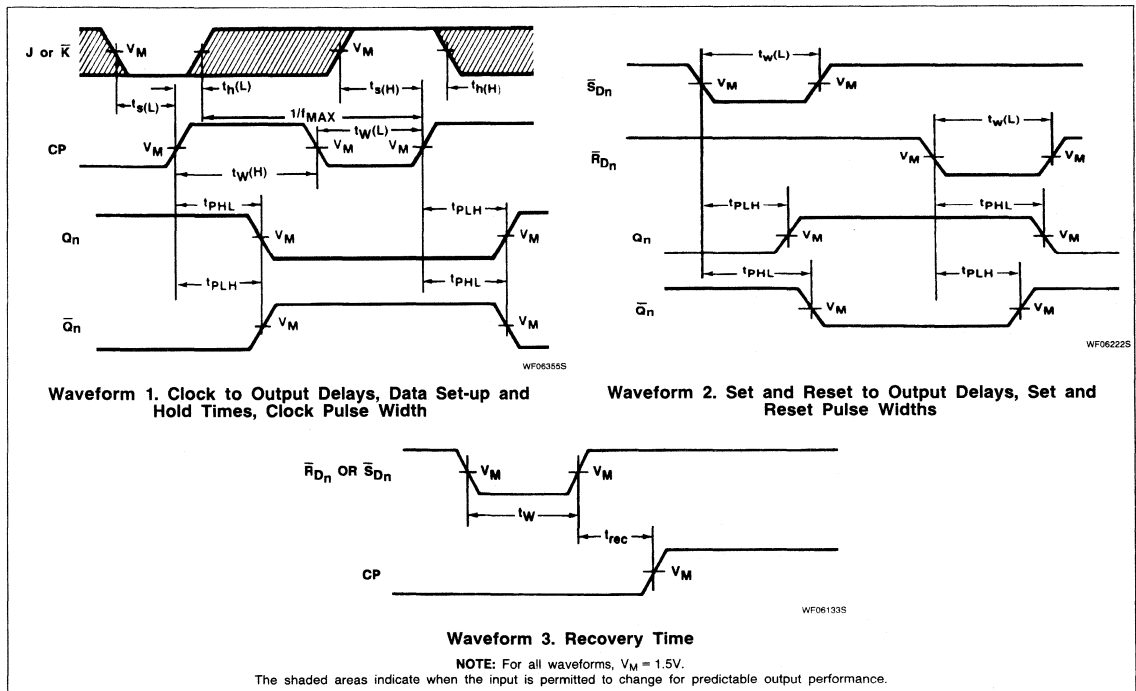 J or K̅
V_M
V_M
t_h(L)
t_s(L)
t_s(H)
t_h(H)
1/f_MAX
t_W(L)
CP
V_M
V_M
V_M
t_W(H)
t_PHL
t_PLH
Q_n
V_M
V_M
t_PLH
t_PHL
Q̅_n
V_M
V_M
WF06355S
Waveform 1. Clock to Output Delays, Data Set-up and
Hold Times, Clock Pulse Width
t_w(L)
S̅_Dn
V_M
V_M
t_w(L)
R̅_Dn
V_M
V_M
t_PLH
t_PHL
Q_n
V_M
V_M
t_PHL
t_PLH
Q̅_n
V_M
V_M
WF06222S
Waveform 2. Set and Reset to Output Delays, Set and
Reset Pulse Widths
R̅_Dn OR S̅_Dn
V_M
V_M
t_W
t_rec
CP
V_M
WF06133S
Waveform 3. Recovery Time
NOTE: For all waveforms, V_M = 1.5V.
The shaded areas indicate when the input is permitted to change for predictable output performance.